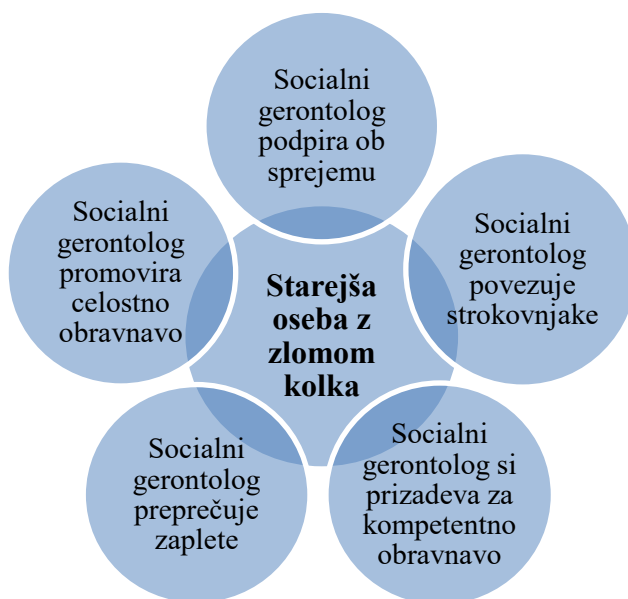 Socialni
gerontolog
podpira ob
sprejemu
Socialni
gerontolog
povezuje
strokovnjake
Socialni
gerontolog si
prizadeva za
kompetentno
obravnavo
Socialni
gerontolog
preprečuje
zaplete
Socialni
gerontolog
promovira
celostno
obravnavo
Starejša
oseba z
zlomom
kolka